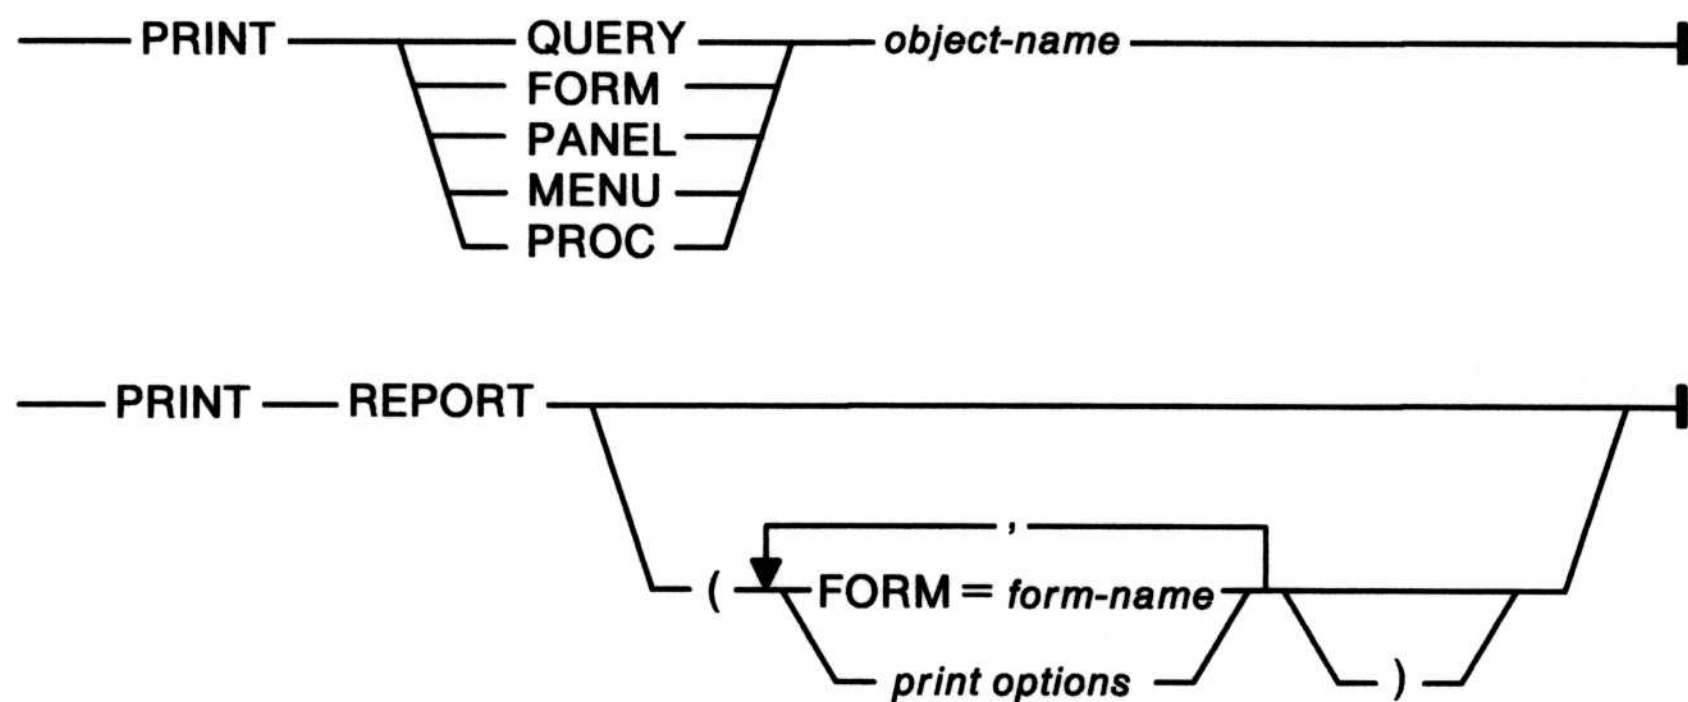 PRINT QUERY object-name
FORM
PANEL
MENU
PROC
PRINT REPORT
,
( FORM = form-name
print options )